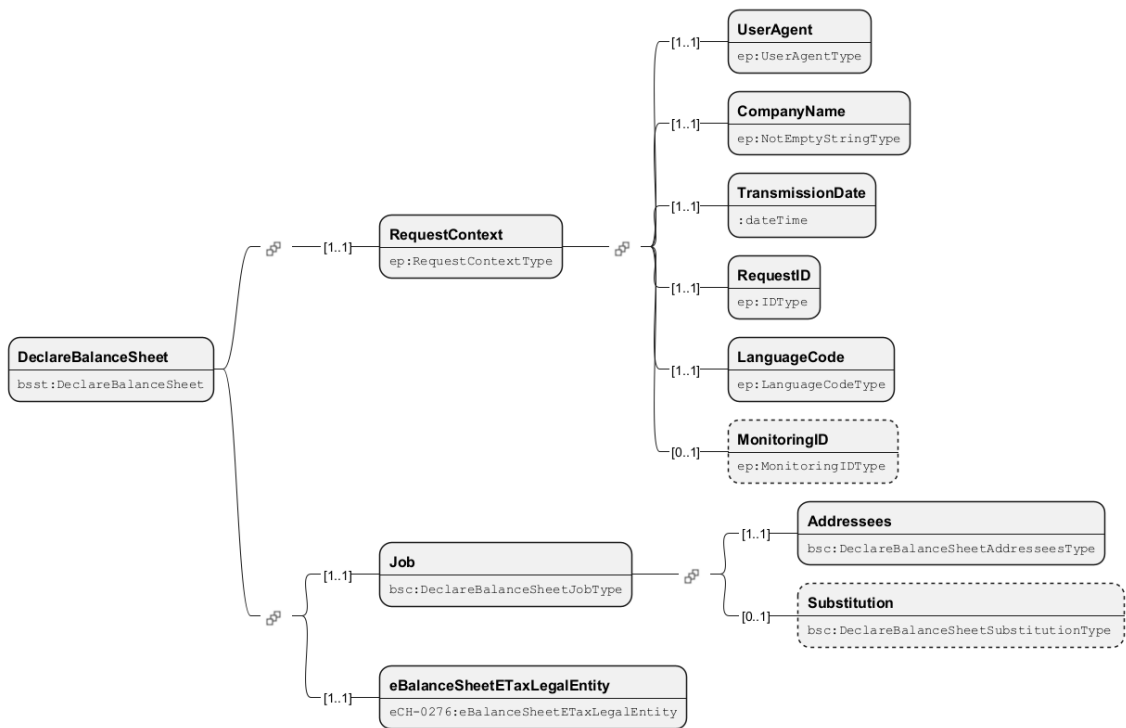 UserAgent
[1..1]
ep:UserAgentType
CompanyName
[1..1]
ep:NotEmptyStringType
TransmissionDate
[1..1]
:dateTime
RequestContext
[1..1]
ep:RequestContextType
RequestID
[1..1]
ep:IDType
DeclareBalanceSheet
bsst:DeclareBalanceSheet
LanguageCode
[1..1]
ep:LanguageCodeType
MonitoringID
[0..1]
ep:MonitoringIDType
Addressees
[1..1]
bsc:DeclareBalanceSheetAddresseesType
Job
[1..1]
bsc:DeclareBalanceSheetJobType
Substitution
[0..1]
bsc:DeclareBalanceSheetSubstitutionType
eBalanceSheetETaxLegalEntity
[1..1]
eCH-0276:eBalanceSheetETaxLegalEntity